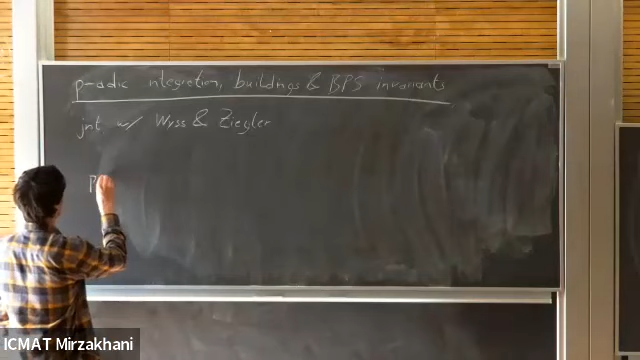 p-adic integration, buildings & BPS invariants
jnt w/ Wyss & Ziegler
P
ICMAT Mirzakhani